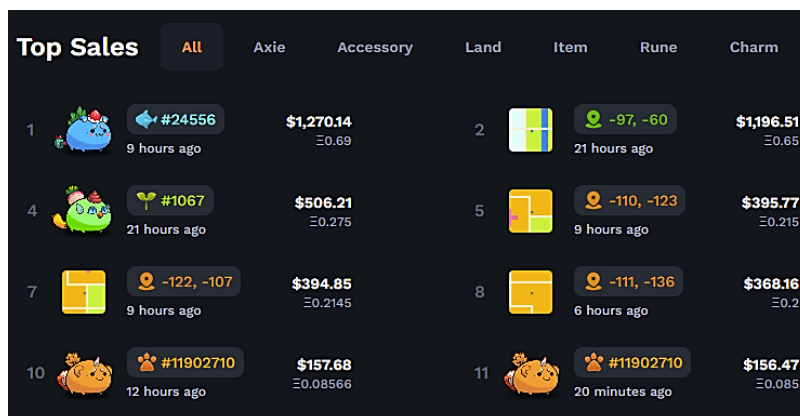 Top Sales All Axie Accessory Land Item Rune Charm
1 #24556 $1,270.14
Ξ0.69
9 hours ago
2 -97, -60 $1,196.51
Ξ0.65
21 hours ago
4 #1067 $506.21
Ξ0.275
21 hours ago
5 -110, -123 $395.77
Ξ0.215
9 hours ago
7 -122, -107 $394.85
Ξ0.2145
9 hours ago
8 -111, -136 $368.16
Ξ0.2
6 hours ago
10 #11902710 $157.68
Ξ0.08566
12 hours ago
11 #11902710 $156.47
Ξ0.085
20 minutes ago